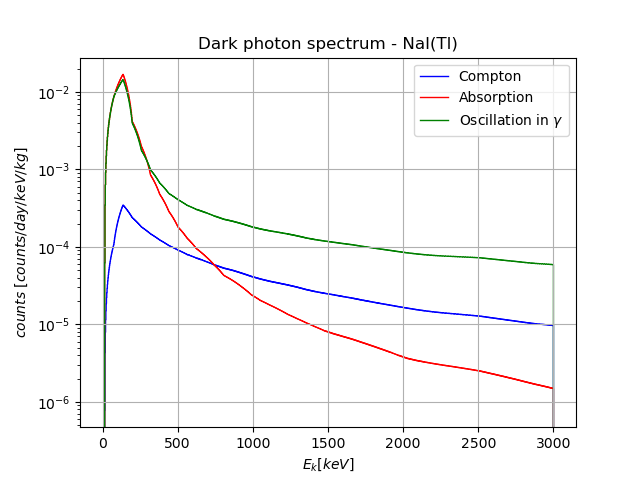 Dark photon spectrum - NaI(Tl)
Compton
Absorption
Oscillation in γ
10⁻²
10⁻³
10⁻⁴
10⁻⁵
10⁻⁶
counts [counts/day/keV/kg]
0 500 1000 1500 2000 2500 3000
E_k[keV]